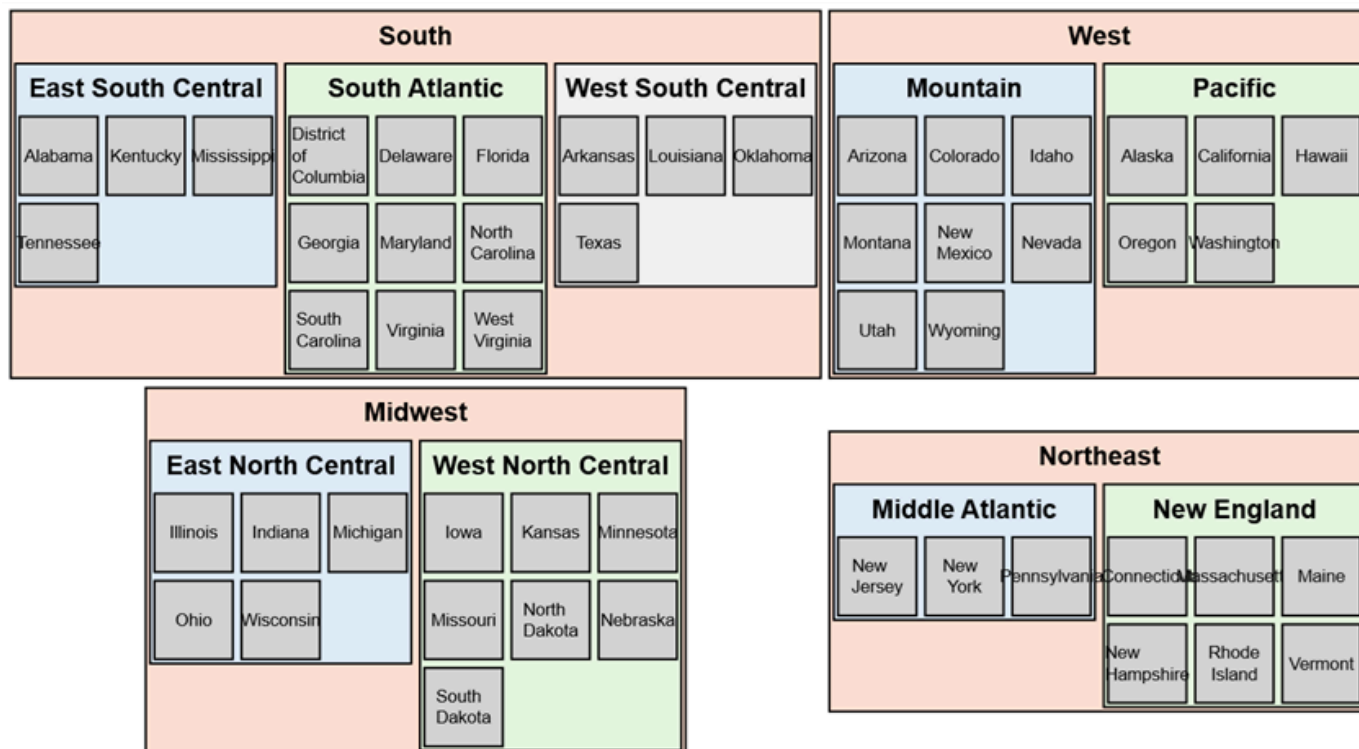 South
East South Central
Alabama
Kentucky
Mississippi
Tennessee
South Atlantic
District
of
Columbia
Delaware
Florida
Georgia
Maryland
North
Carolina
South
Carolina
Virginia
West
Virginia
West South Central
Arkansas
Louisiana
Oklahoma
Texas
West
Mountain
Arizona
Colorado
Idaho
Montana
New
Mexico
Nevada
Utah
Wyoming
Pacific
Alaska
California
Hawaii
Oregon
Washington
Midwest
East North Central
Illinois
Indiana
Michigan
Ohio
Wisconsin
West North Central
Iowa
Kansas
Minnesota
Missouri
North
Dakota
Nebraska
South
Dakota
Northeast
Middle Atlantic
New
Jersey
New
York
Pennsylvania
New England
Connecticut
Massachusett
Maine
New
Hampshire
Rhode
Island
Vermont